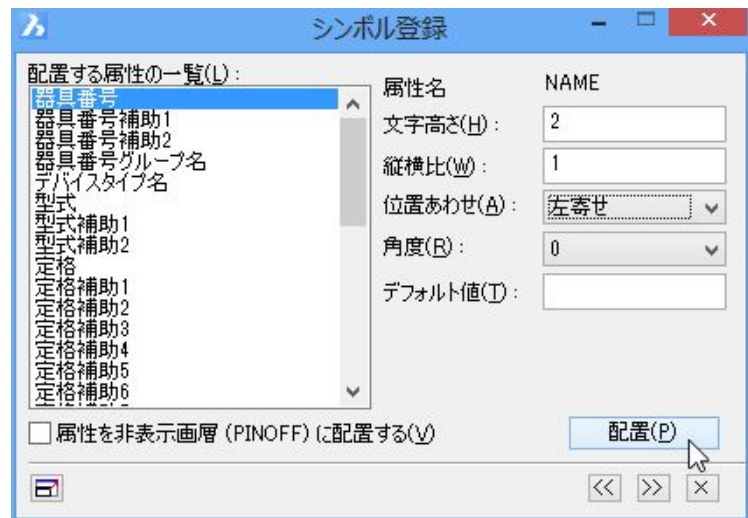 シンボル登録
配置する属性の一覧(L):
器具番号
器具番号補助1
器具番号補助2
器具番号グループ名
デバイスタイプ名
型式
型式補助1
型式補助2
定格
定格補助1
定格補助2
定格補助3
定格補助4
定格補助5
定格補助6
属性名 NAME
文字高さ(H): 2
縦横比(W): 1
位置あわせ(A): 左寄せ
角度(R): 0
デフォルト値(T):
属性を非表示画層 (PINOFF) に配置する(V)
配置(P)
<< >> ×